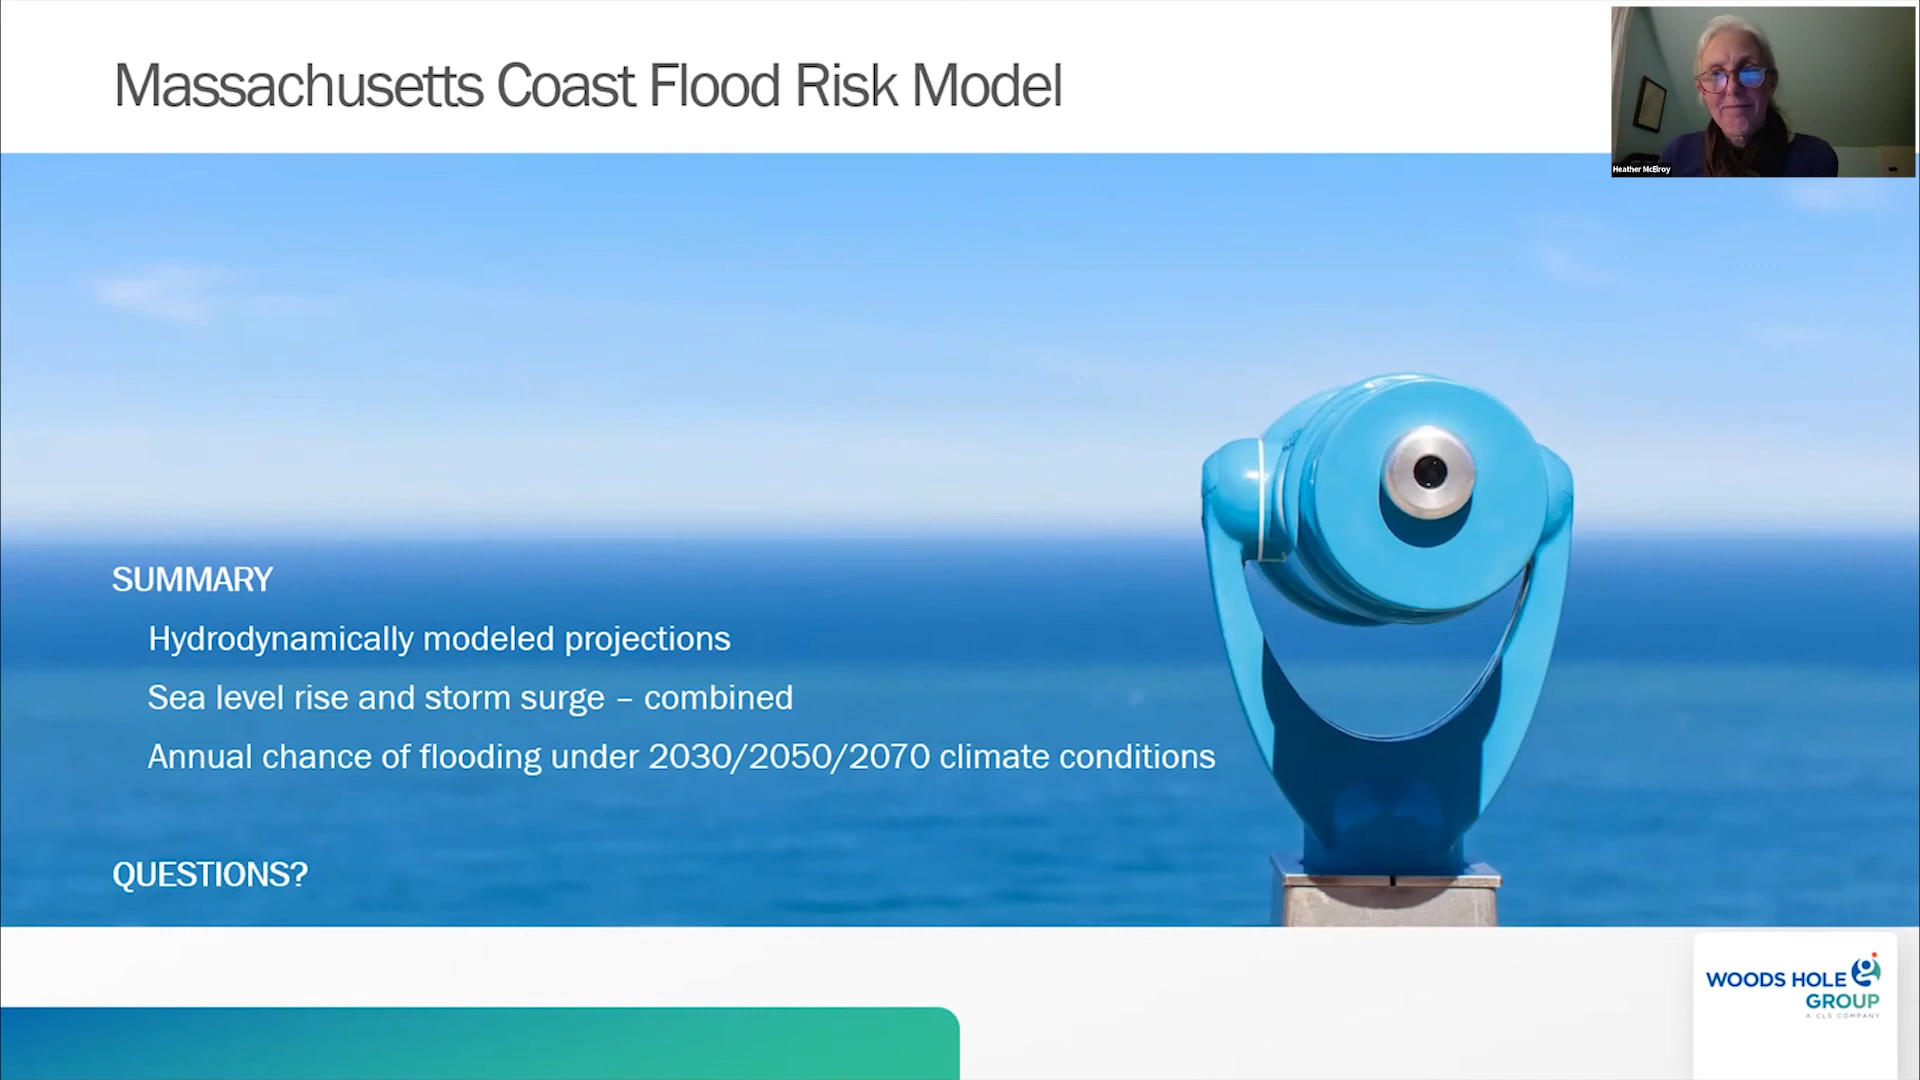 Massachusetts Coast Flood Risk Model
Heather McElroy
SUMMARY
Hydrodynamically modeled projections
Sea level rise and storm surge – combined
Annual chance of flooding under 2030/2050/2070 climate conditions
QUESTIONS?
WOODS HOLE
GROUP
A CLS COMPANY